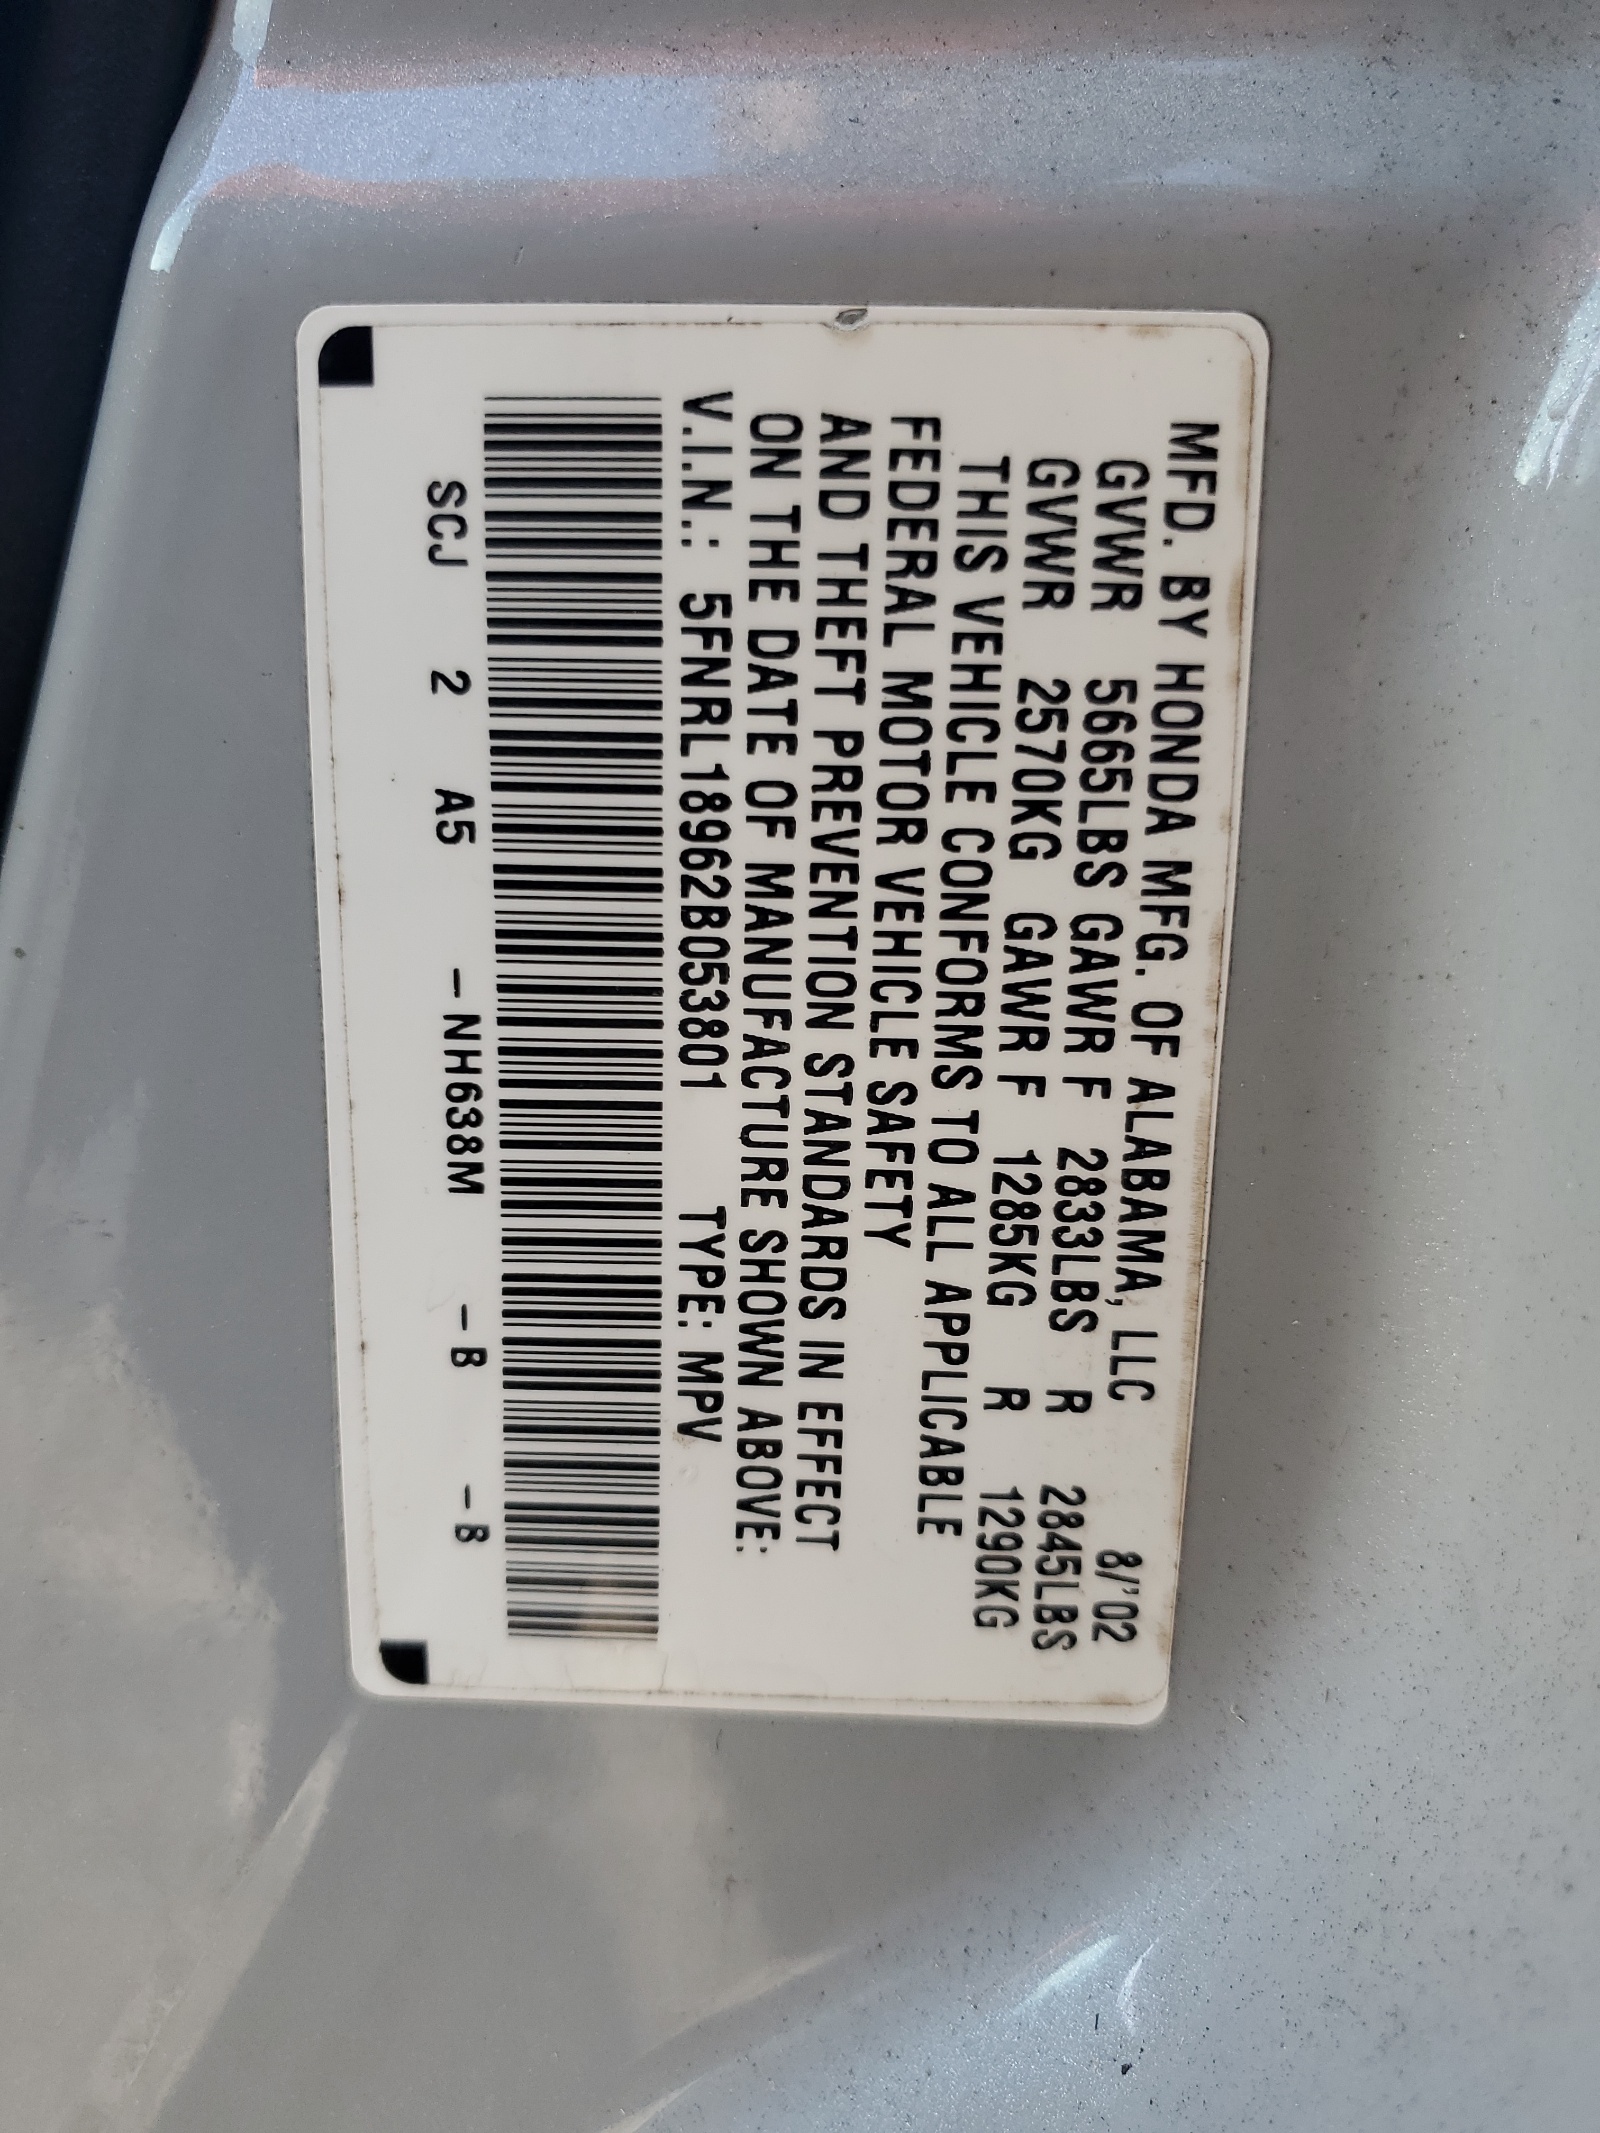 MFD. BY HONDA MFG. OF ALABAMA, LLC 8/'02
GVWR 5665LBS GAWR F 2833LBS R 2845LBS
GVWR 2570KG GAWR F 1285KG R 1290KG
THIS VEHICLE CONFORMS TO ALL APPLICABLE
FEDERAL MOTOR VEHICLE SAFETY
AND THEFT PREVENTION STANDARDS IN EFFECT
ON THE DATE OF MANUFACTURE SHOWN ABOVE:
V.I.N.: 5FNRL18962B053801 TYPE: MPV
SCJ 2 A5 -NH638M -B -B